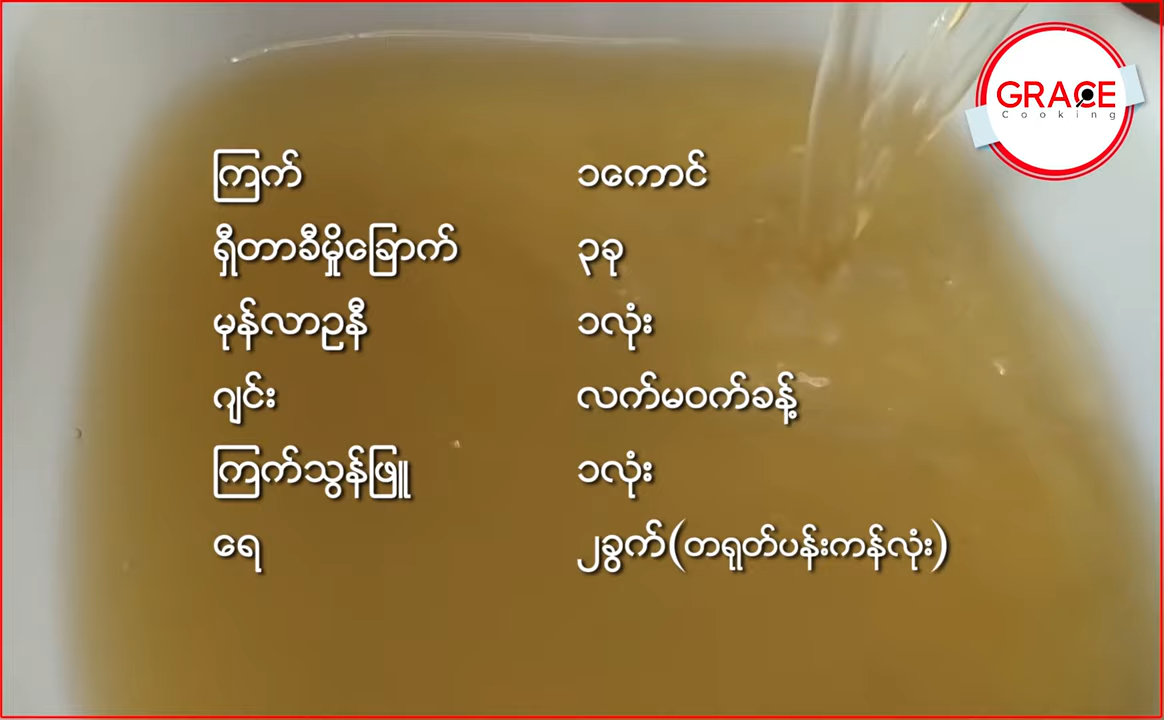 GRACE
Cooking
ကြက် ၁ကောင်
ရှီတာခီမှိုခြောက် ၃ခု
မုန်လာဥနီ ၁လုံး
ဂျင်း လက်မဝက်ခန့်
ကြက်သွန်ဖြူ ၁လုံး
ရေ ၂ခွက်(တရုတ်ပန်းကန်လုံး)